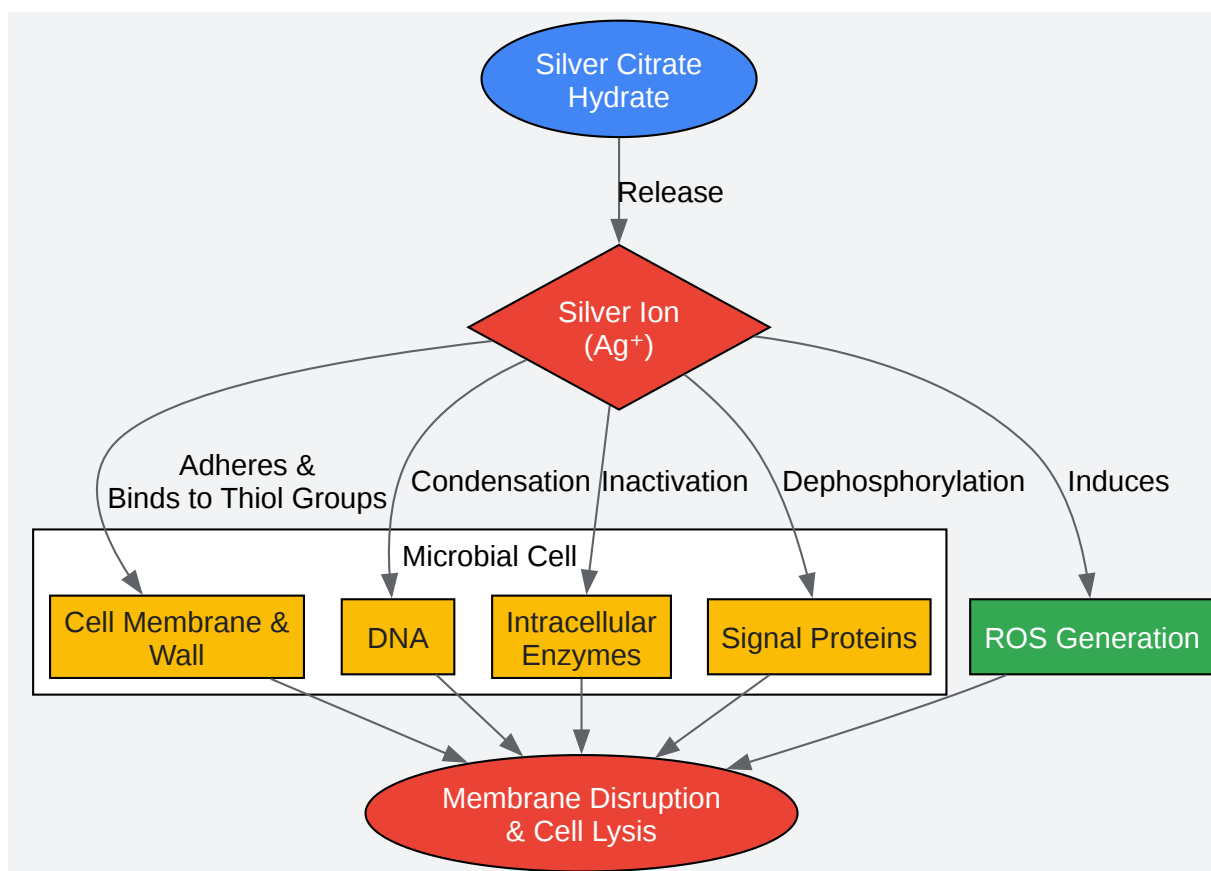 Silver Citrate
Hydrate
Release
Silver Ion
(Ag⁺)
Adheres &
Binds to Thiol Groups
Condensation
Inactivation
Dephosphorylation
Induces
Microbial Cell
Cell Membrane &
Wall
DNA
Intracellular
Enzymes
Signal Proteins
ROS Generation
Membrane Disruption
& Cell Lysis